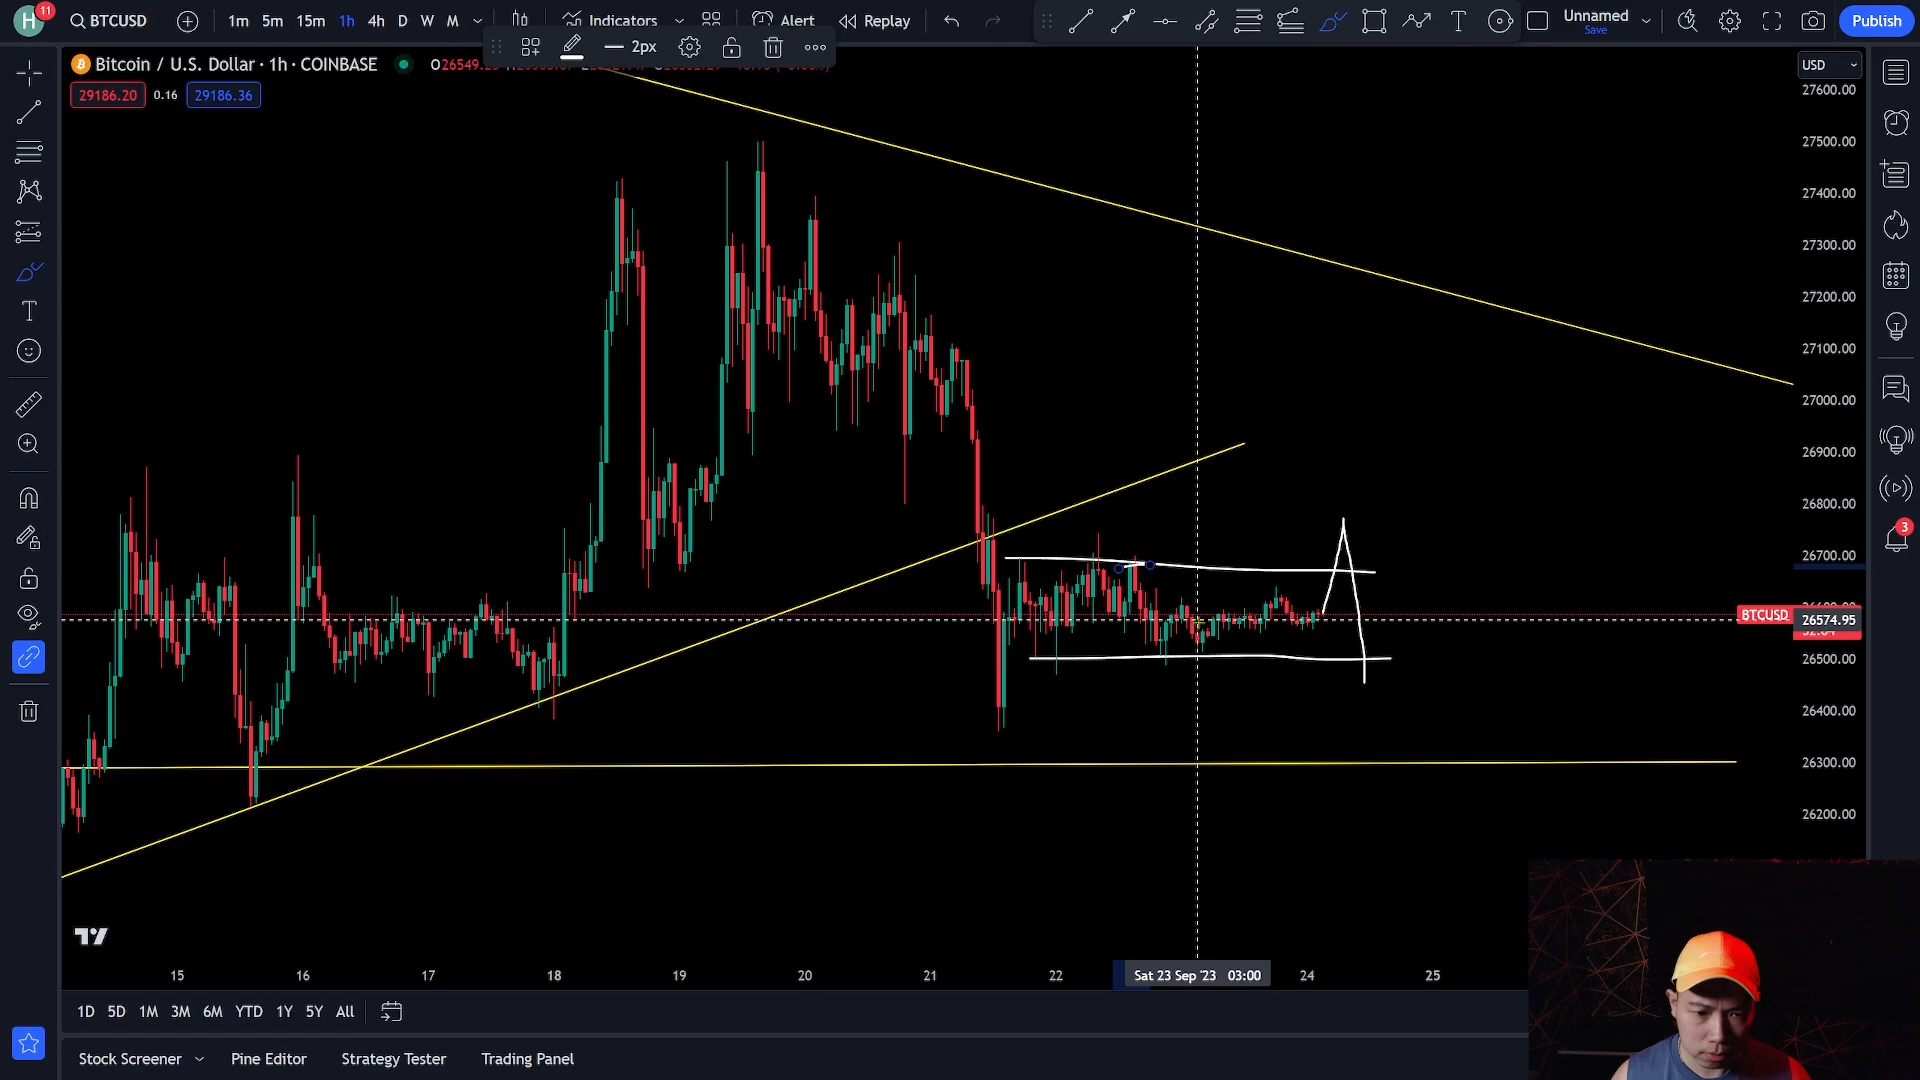 H 11 BTCUSD 1m 5m 15m 1h 4h D W M Indicators Alert Replay Unnamed Save Publish
2px
Bitcoin / U.S. Dollar · 1h · COINBASE
29186.20 0.16 29186.36
USD
27600.00
27500.00
27400.00
27300.00
27200.00
27100.00
27000.00
26900.00
26800.00
26700.00
BTCUSD 26574.95
26500.00
26400.00
26300.00
26200.00
3
15 16 17 18 19 20 21 22 Sat 23 Sep '23 03:00 24 25
1D 5D 1M 3M 6M YTD 1Y 5Y All
Stock Screener Pine Editor Strategy Tester Trading Panel